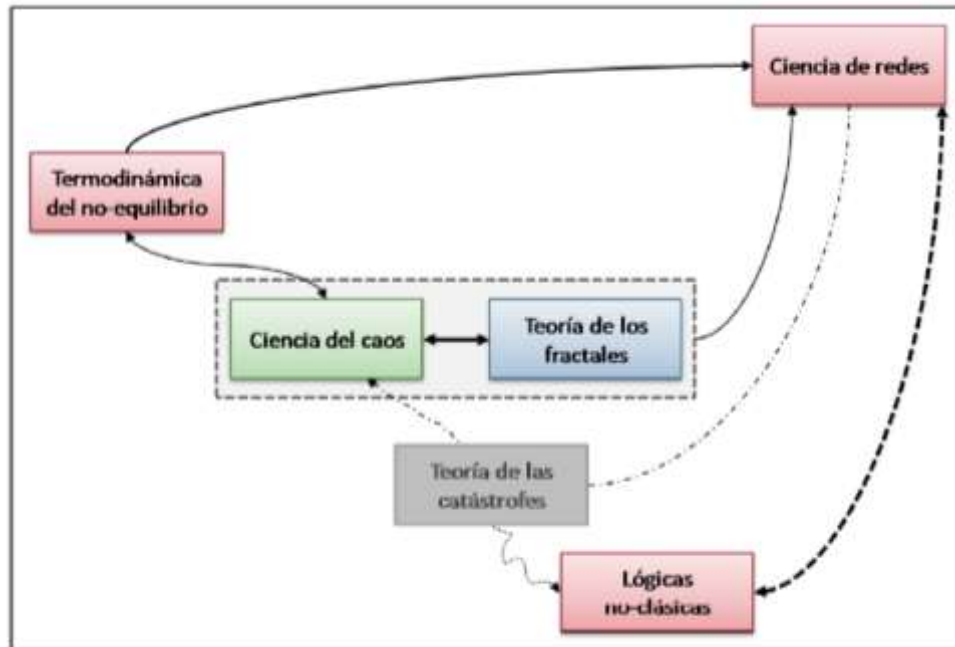 Ciencia de redes
Termodinámica
del no-equilibrio
Ciencia del caos
Teoría de los
fractales
Teoría de las
catástrofes
Lógicas
no-clásicas